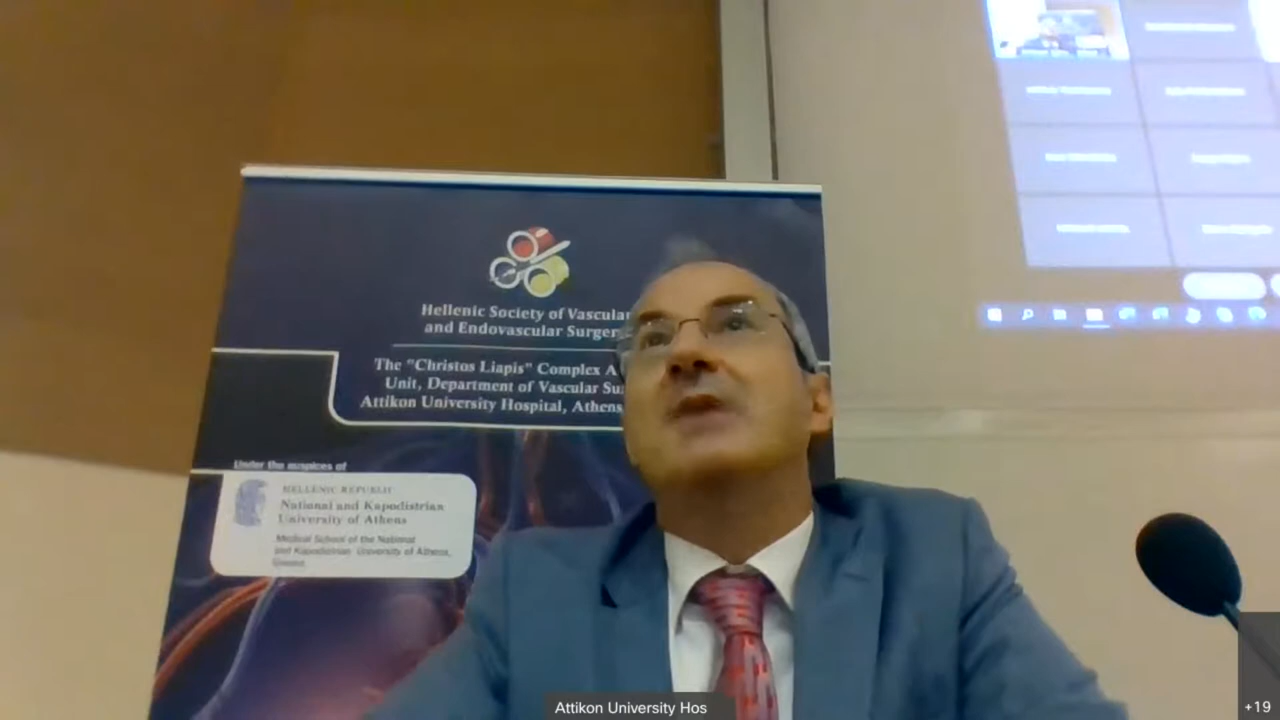 Hellenic Society of Vascular
and Endovascular Surger
The "Christos Liapis" Complex A
Unit, Department of Vascular Su
Attikon University Hospital, Athens
Under the auspices of
HELLENIC REPUBLIC
National and Kapodistrian
University of Athens
Medical School of the National
and Kapodistrian University of Athens,
Greece
Attikon University Hos
+19